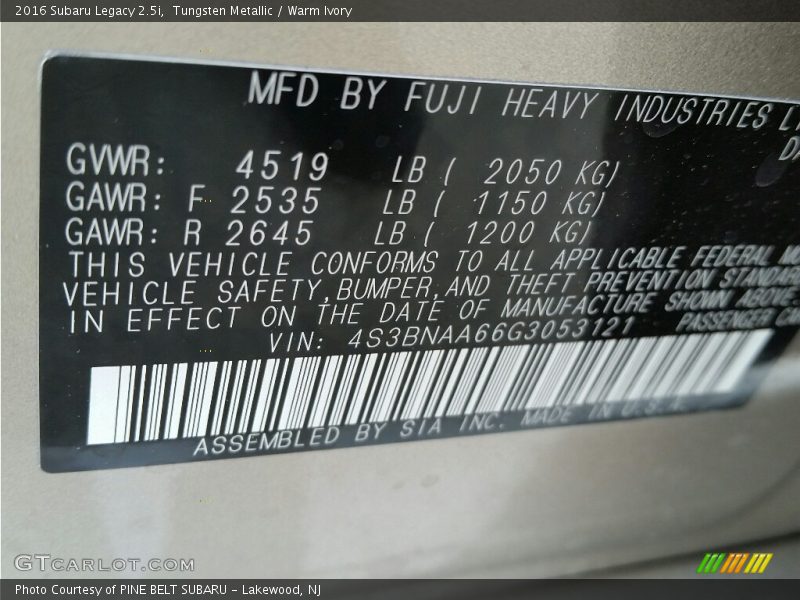 2016 Subaru Legacy 2.5i, Tungsten Metallic / Warm Ivory
MFD BY FUJI HEAVY INDUSTRIES
GVWR: 4519 LB ( 2050 KG)
GAWR: F 2535 LB ( 1150 KG)
GAWR: R 2645 LB ( 1200 KG)
THIS VEHICLE CONFORMS TO ALL APPLICABLE FEDERAL
VEHICLE SAFETY, BUMPER, AND THEFT PREVENTION
IN EFFECT ON THE DATE OF MANUFACTURE SHOWN ABOVE.
VIN: 4S3BNAA66G3053121 PASSENGER
ASSEMBLED BY SIA INC. MADE IN U.S.A.
GTCARLOT.COM
Photo Courtesy of PINE BELT SUBARU - Lakewood, NJ